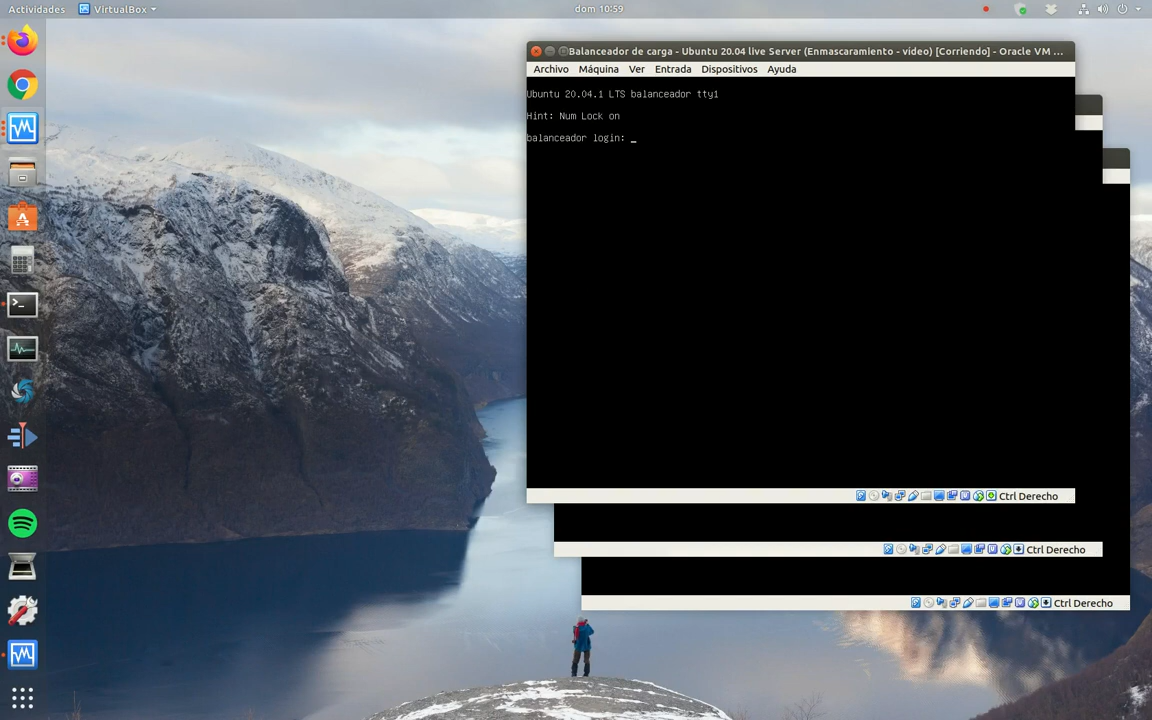 Actividades VirtualBox dom 10:59
Balanceador de carga - Ubuntu 20.04 live Server (Enmascaramiento - vídeo) [Corriendo] - Oracle VM ...
Archivo Máquina Ver Entrada Dispositivos Ayuda
Ubuntu 20.04.1 LTS balanceador tty1
Hint: Num Lock on
balanceador login: _
Ctrl Derecho
Ctrl Derecho
Ctrl Derecho